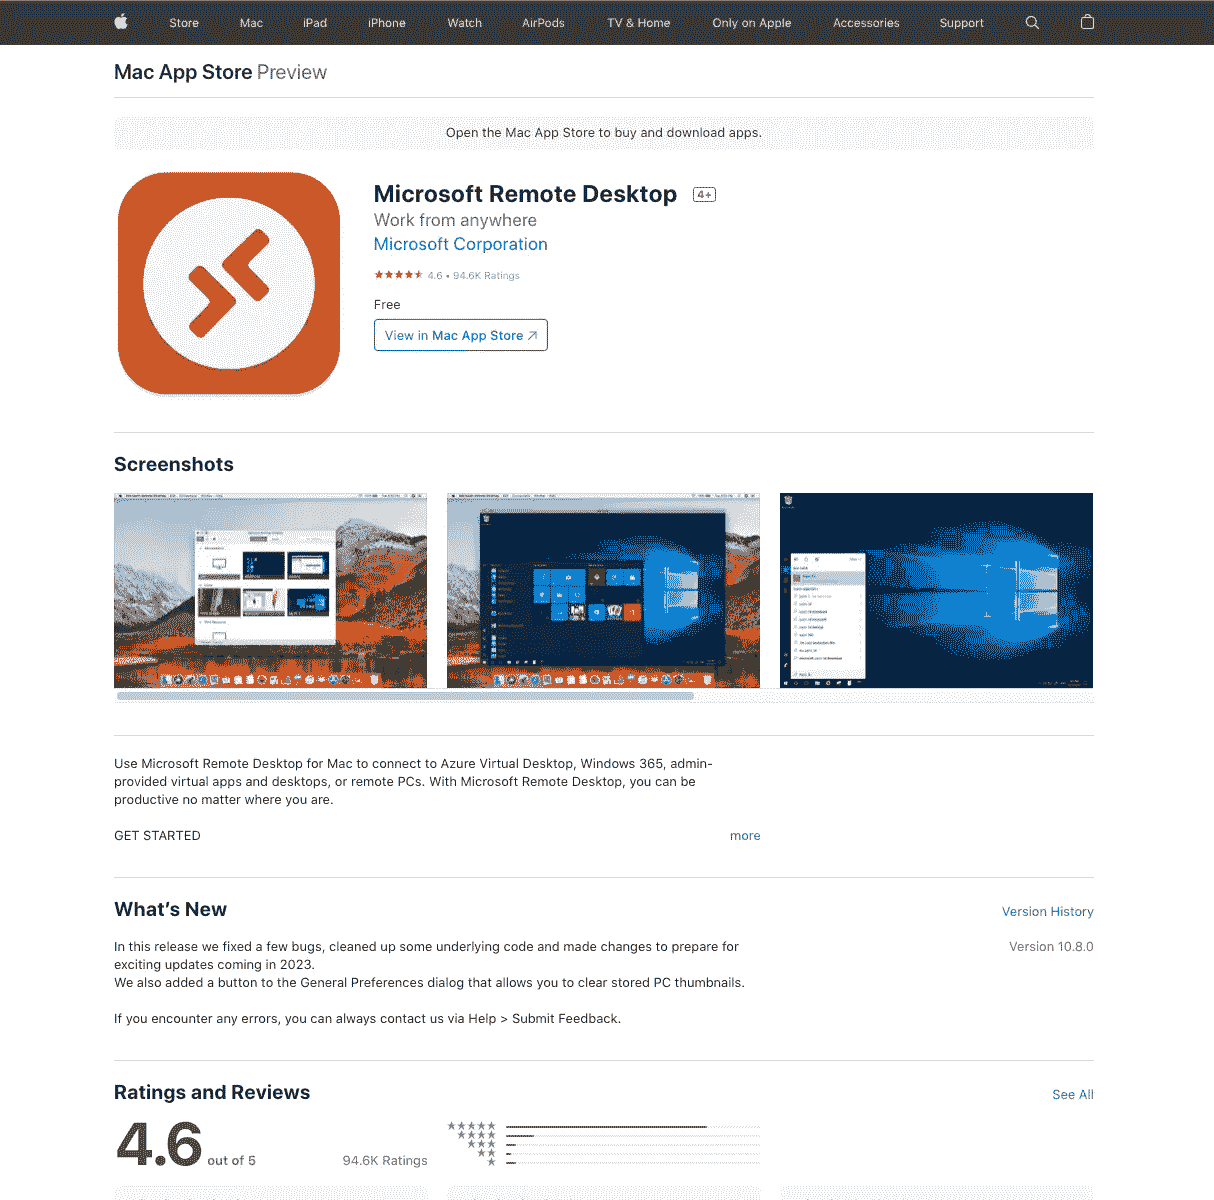 Store Mac iPad iPhone Watch AirPods TV & Home Only on Apple Accessories Support
Mac App Store Preview
Open the Mac App Store to buy and download apps.
Microsoft Remote Desktop 4+
Work from anywhere
Microsoft Corporation
4.6 • 94.6K Ratings
Free
View in Mac App Store ↗
Screenshots
Use Microsoft Remote Desktop for Mac to connect to Azure Virtual Desktop, Windows 365, admin-
provided virtual apps and desktops, or remote PCs. With Microsoft Remote Desktop, you can be
productive no matter where you are.
GET STARTED more
What's New Version History
In this release we fixed a few bugs, cleaned up some underlying code and made changes to prepare for Version 10.8.0
exciting updates coming in 2023.
We also added a button to the General Preferences dialog that allows you to clear stored PC thumbnails.
If you encounter any errors, you can always contact us via Help > Submit Feedback.
Ratings and Reviews See All
4.6 out of 5 94.6K Ratings